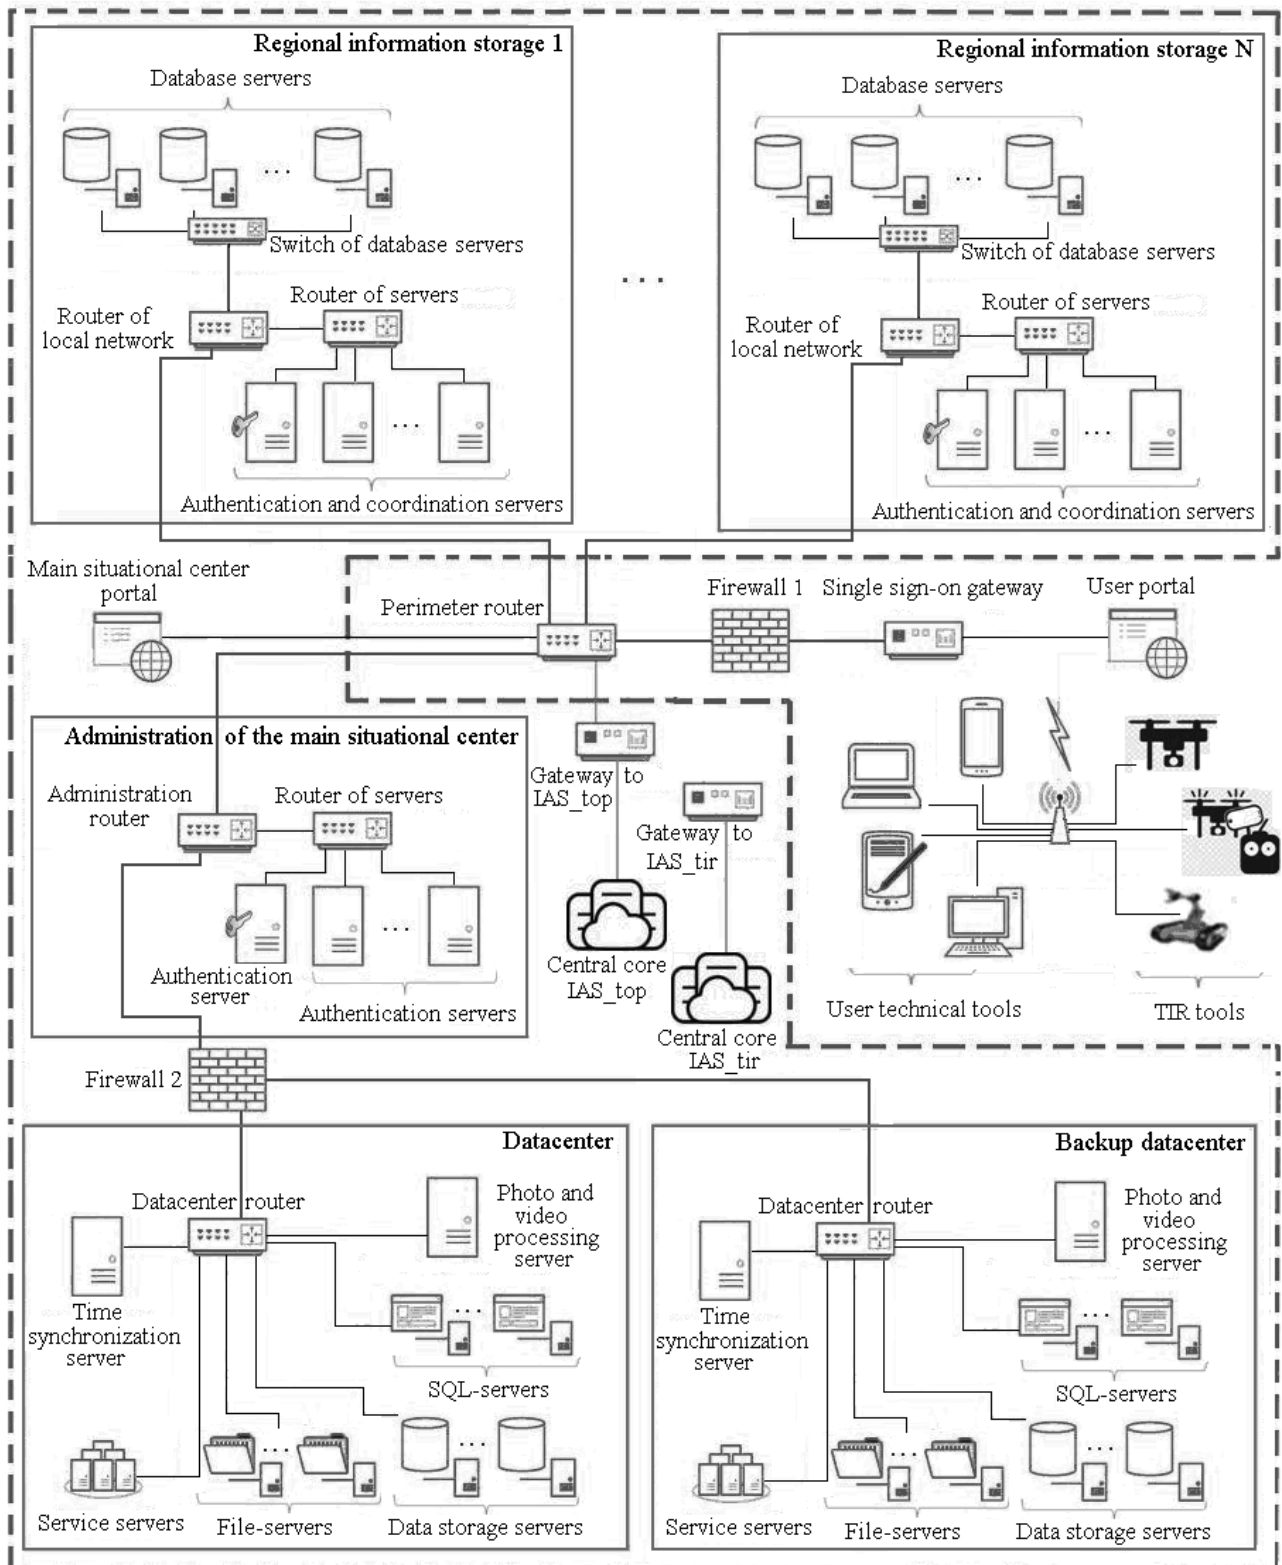 Regional information storage 1
Database servers
. . .
Switch of database servers
Router of servers
Router of
local network
. . .
Authentication and coordination servers
. . .
Regional information storage N
Database servers
. . .
Switch of database servers
Router of servers
Router of
local network
. . .
Authentication and coordination servers
Main situational center
portal
Perimeter router
Firewall 1
Single sign-on gateway
User portal
Administration of the main situational center
Administration
router
Router of servers
. . .
Authentication
server
Authentication servers
Gateway to
IAS_top
Gateway to
IAS_tir
Central core
IAS_top
Central core
IAS_tir
User technical tools
TIR tools
Firewall 2
Datacenter
Datacenter router
Photo and
video
processing
server
Time
synchronization
server
. . .
SQL-servers
. . .
. . .
Service servers
File-servers
Data storage servers
Backup datacenter
Datacenter router
Photo and
video
processing
server
Time
synchronization
server
. . .
SQL-servers
. . .
. . .
Service servers
File-servers
Data storage servers